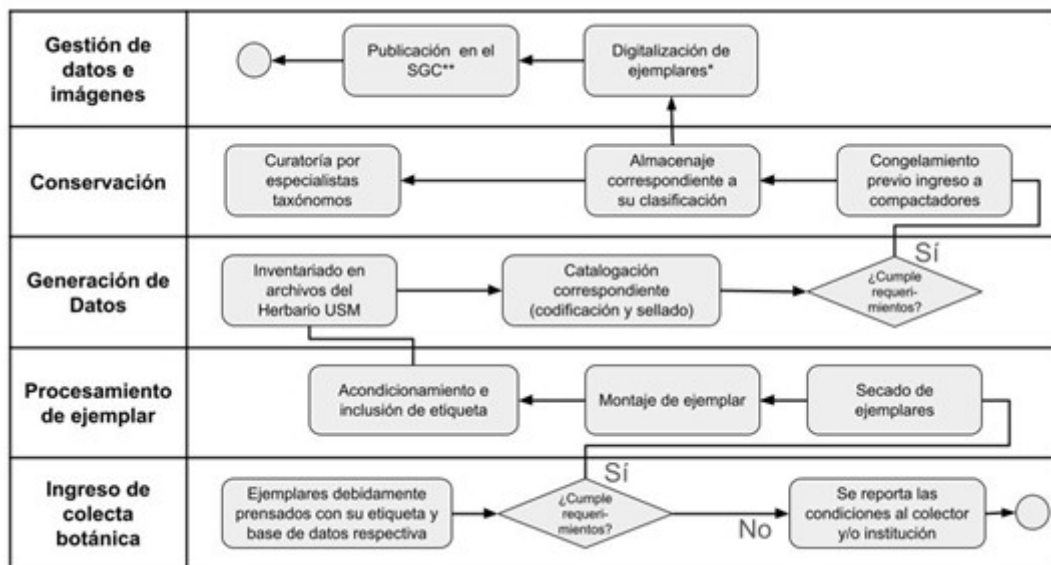 Gestión de
datos e
imágenes
Publicación en el
SGC**
Digitalización de
ejemplares*
Conservación
Curatoría por
especialistas
taxónomos
Almacenaje
correspondiente a
su clasificación
Congelamiento
previo ingreso a
compactadores
Generación de
Datos
Inventariado en
archivos del
Herbario USM
Catalogación
correspondiente
(codificación y sellado)
Sí
¿Cumple
requeri-
mientos?
Procesamiento
de ejemplar
Acondicionamiento e
inclusión de etiqueta
Montaje de ejemplar
Secado de
ejemplares
Ingreso de
colecta
botánica
Ejemplares debidamente
prensados con su etiqueta y
base de datos respectiva
Sí
¿Cumple
requeri-
mientos?
No
Se reporta las
condiciones al colector
y/o institución